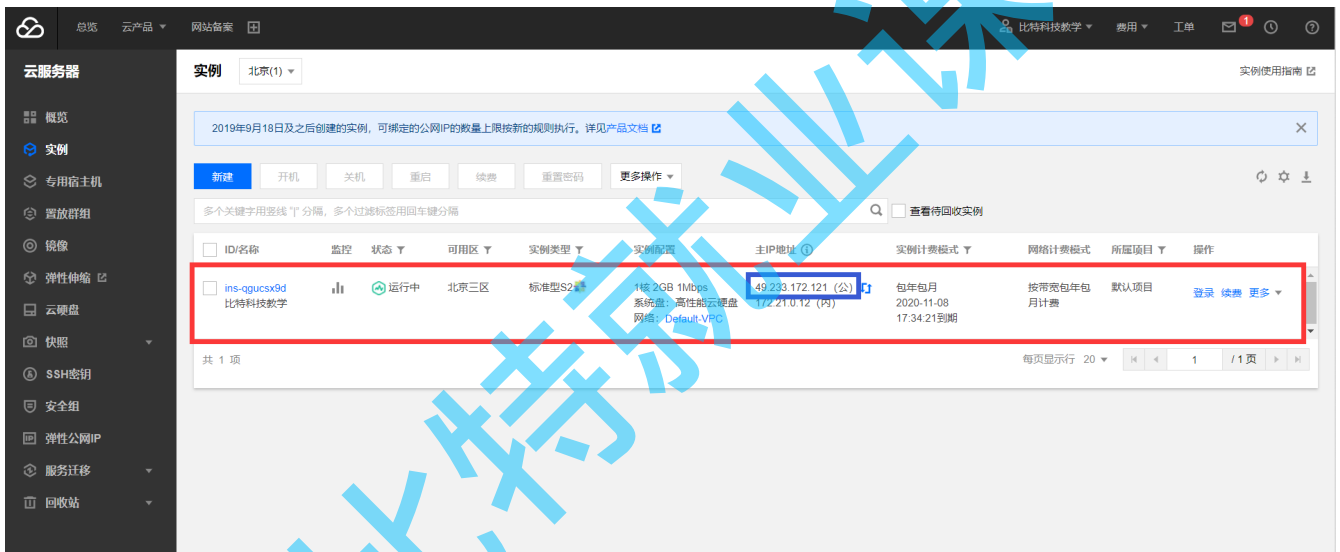 总览 云产品 网站备案 比特科技教学 费用 工单 1
云服务器 实例 北京(1) 实例使用指南
概览
实例
专用宿主机
置放群组
镜像
弹性伸缩
云硬盘
快照
SSH密钥
安全组
弹性公网IP
服务迁移
回收站
2019年9月18日及之后创建的实例，可绑定的公网IP的数量上限按新的规则执行。详见产品文档
新建 开机 关机 重启 续费 重置密码 更多操作
多个关键字用竖线 "|" 分隔，多个过滤标签用回车键分隔 查看待回收实例
ID/名称 监控 状态 可用区 实例类型 实例配置 主IP地址 实例计费模式 网络计费模式 所属项目 操作
ins-qgucsx9d 运行中 北京三区 标准型S2 1核 2GB 1Mbps 49.233.172.121 (公) 包年包月 按带宽包年包 默认项目 登录 续费 更多
比特科技教学 系统盘：高性能云硬盘 172.21.0.12 (内) 2020-11-08 月计费
网络：Default-VPC 17:34:21到期
共 1 项 每页显示行 20 1 / 1 页
比特就业课